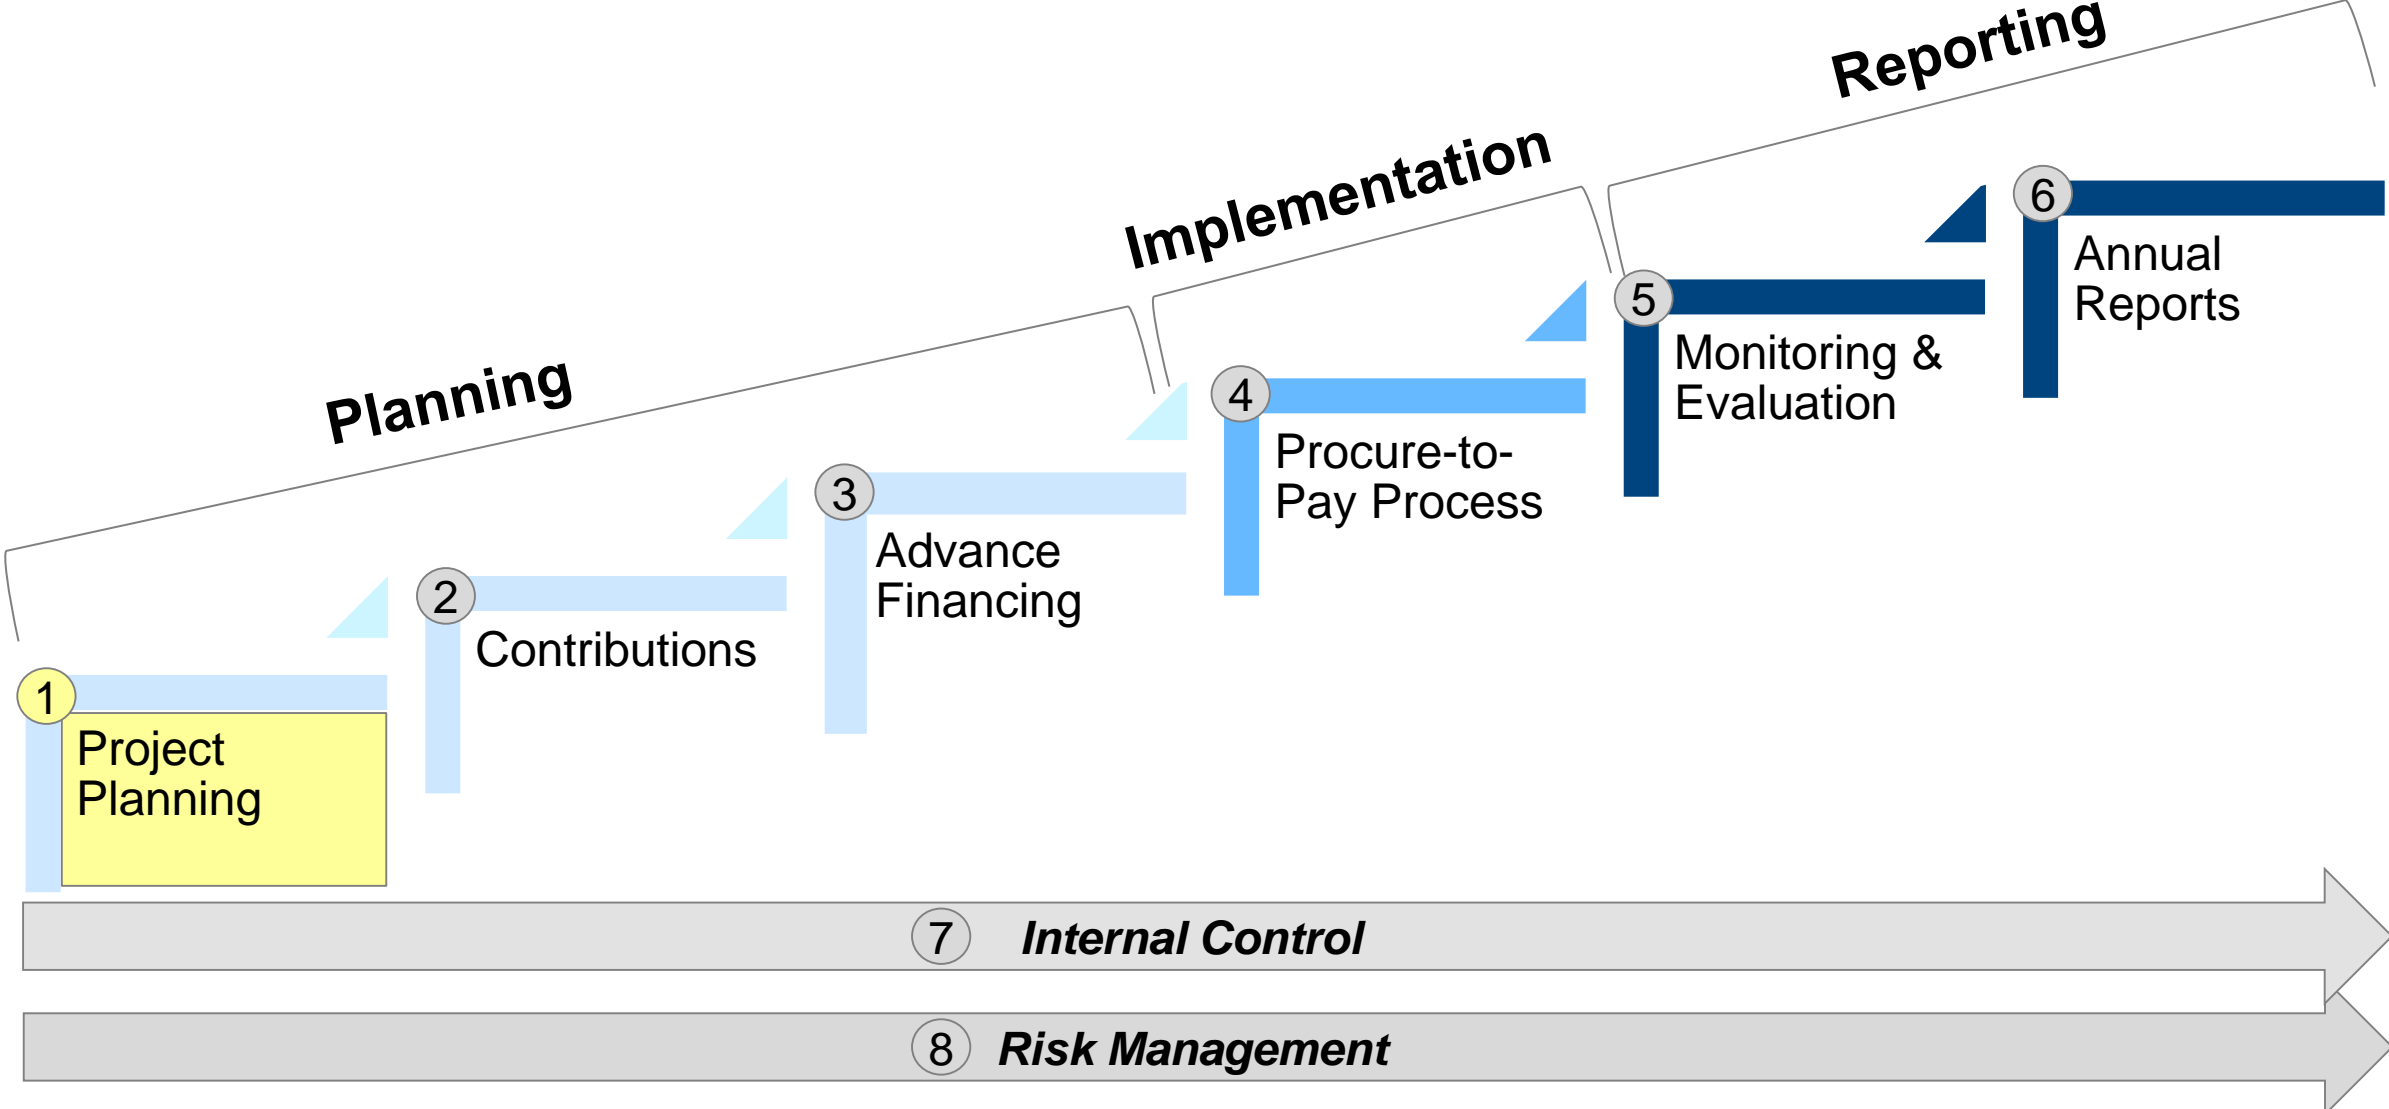 Planning
Implementation
Reporting
1
Project
Planning
2
Contributions
3
Advance
Financing
4
Procure-to-
Pay Process
5
Monitoring &
Evaluation
6
Annual
Reports
7 Internal Control
8 Risk Management